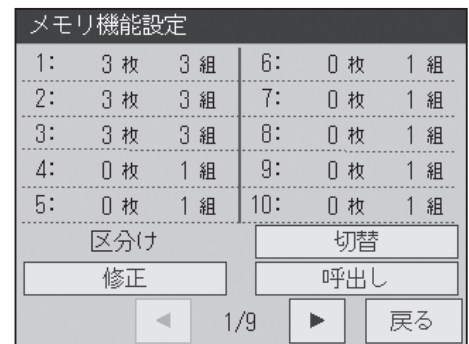 メモリ機能設定
1: 3 枚 3 組 6: 0 枚 1 組
2: 3 枚 3 組 7: 0 枚 1 組
3: 3 枚 3 組 8: 0 枚 1 組
4: 0 枚 1 組 9: 0 枚 1 組
5: 0 枚 1 組 10: 0 枚 1 組
区分け 切替
修正 呼出し
◀ 1/9 ▶ 戻る